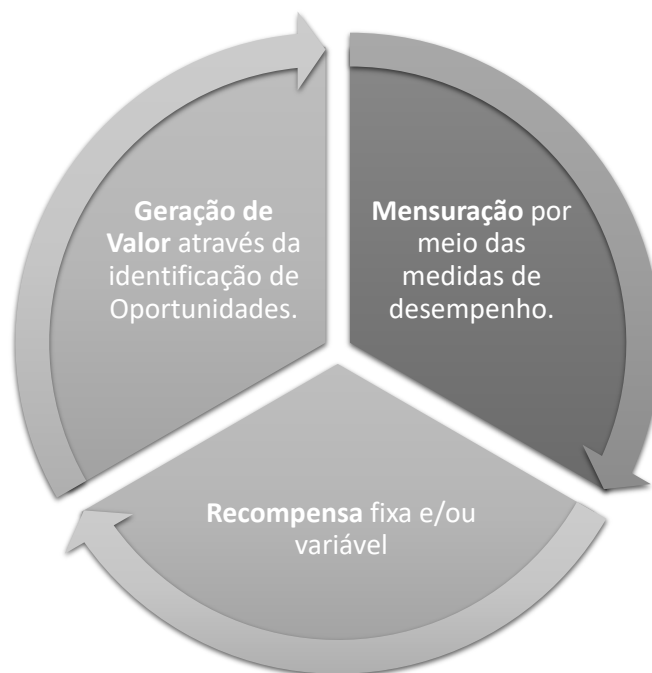 Geração de
Valor através da
identificação de
Oportunidades.
Mensuração por
meio das
medidas de
desempenho.
Recompensa fixa e/ou
variável